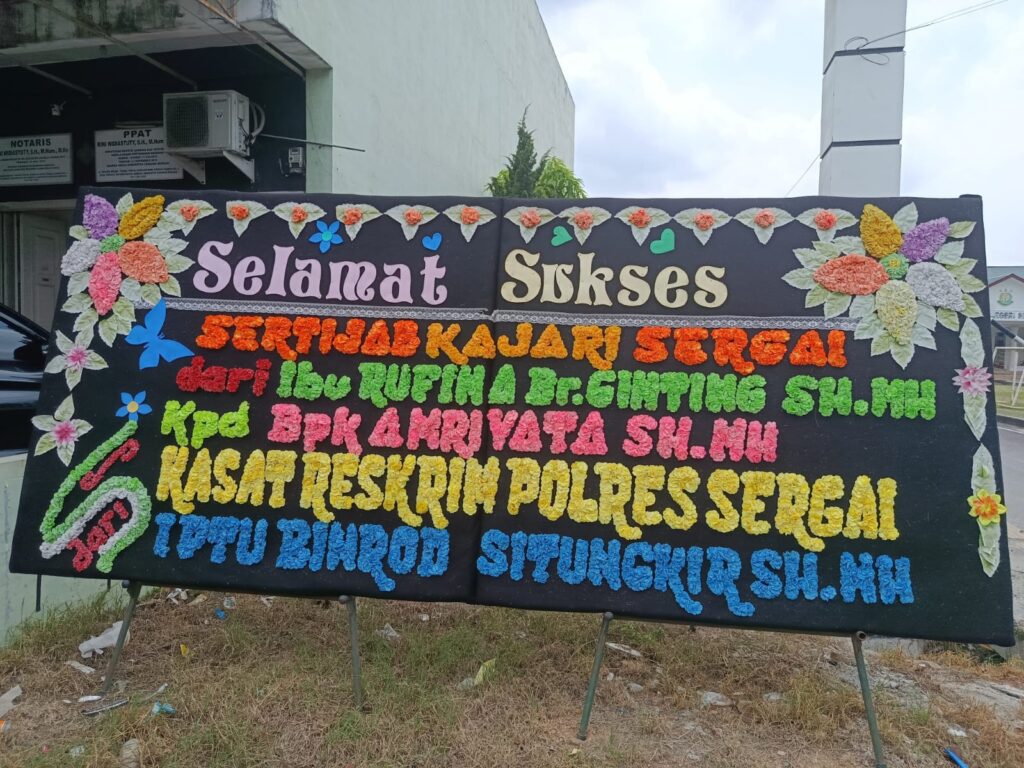 NOTARIS
PPAT
Selamat Sukses
SERTIJAB KAJARI SERGAI
dari Ibu RUFINA Br.GINTING SH.MH
Kpd Bpk AMRIYATA SH.MH
dari
KASAT RESKRIM POLRES SERGAI
IPTU BINROD SITUNGKIR SH.MH